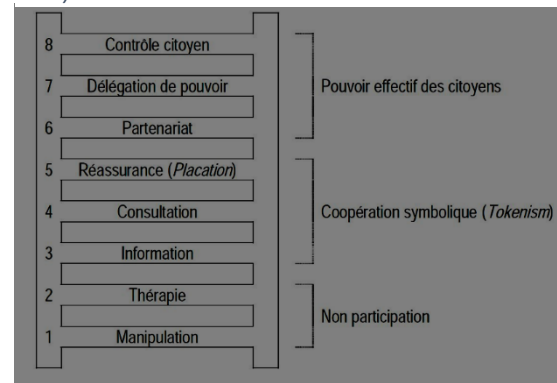 8 Contrôle citoyen
7 Délégation de pouvoir
Pouvoir effectif des citoyens
6 Partenariat
5 Réassurance (Placation)
4 Consultation
Coopération symbolique (Tokenism)
3 Information
2 Thérapie
Non participation
1 Manipulation